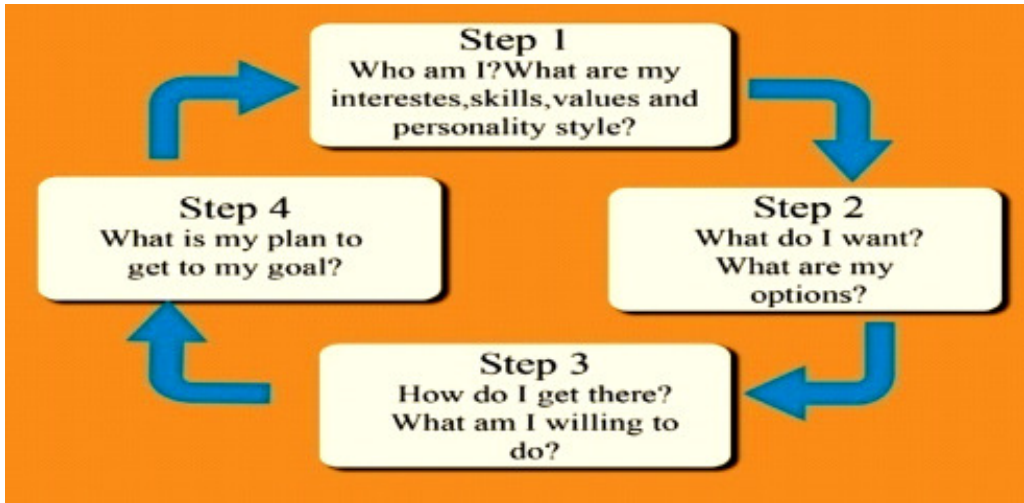 Step 1
Who am I?What are my
interestes,skills,values and
personality style?
Step 2
What do I want?
What are my
options?
Step 3
How do I get there?
What am I willing to
do?
Step 4
What is my plan to
get to my goal?